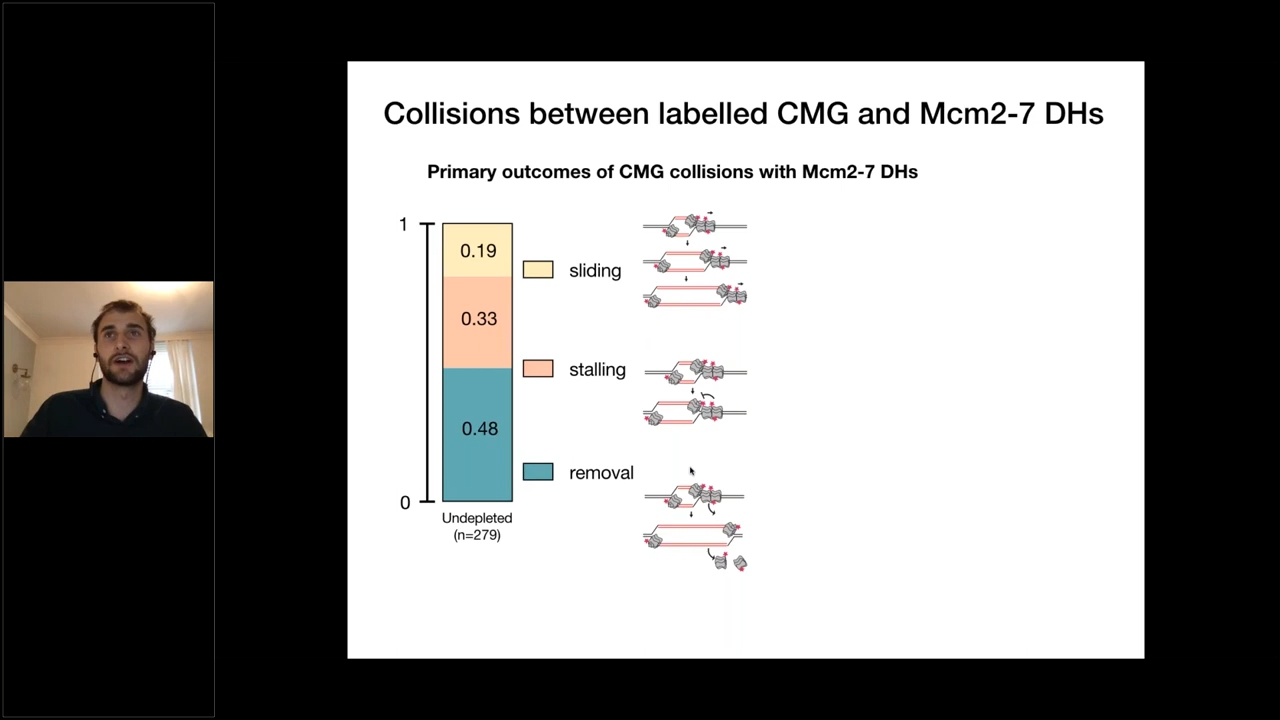 Collisions between labelled CMG and Mcm2-7 DHs
Primary outcomes of CMG collisions with Mcm2-7 DHs
1
0.19
sliding
0.33
stalling
0.48
removal
0
Undepleted
(n=279)